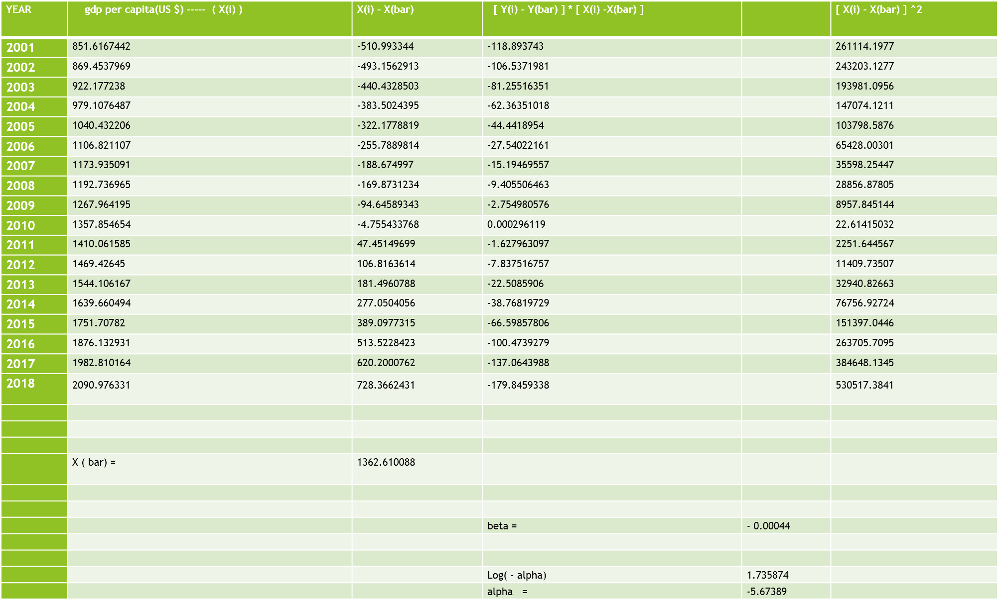 YEAR gdp per capita(US $) ----- ( X(i) ) X(i) - X(bar) [ Y(i) - Y(bar) ] * [ X(i) -X(bar) ] [ X(i) - X(bar) ] ^2
2001 851.6167442 -510.993344 -118.893743 261114.1977
2002 869.4537969 -493.1562913 -106.5371981 243203.1277
2003 922.177238 -440.4328503 -81.25516351 193981.0956
2004 979.1076487 -383.5024395 -62.36351018 147074.1211
2005 1040.432206 -322.1778819 -44.4418954 103798.5876
2006 1106.821107 -255.7889814 -27.54022161 65428.00301
2007 1173.935091 -188.674997 -15.19469557 35598.25447
2008 1192.736965 -169.8731234 -9.405506463 28856.87805
2009 1267.964195 -94.64589343 -2.754980576 8957.845144
2010 1357.854654 -4.755433768 0.000296119 22.61415032
2011 1410.061585 47.45149699 -1.627963097 2251.644567
2012 1469.42645 106.8163614 -7.837516757 11409.73507
2013 1544.106167 181.4960788 -22.5085906 32940.82663
2014 1639.660494 277.0504056 -38.76819729 76756.92724
2015 1751.70782 389.0977315 -66.59857806 151397.0446
2016 1876.132931 513.5228423 -100.4739279 263705.7095
2017 1982.810164 620.2000762 -137.0643988 384648.1345
2018 2090.976331 728.3662431 -179.8459338 530517.3841
X ( bar) = 1362.610088
beta = - 0.00044
Log( - alpha) 1.735874
alpha = -5.67389